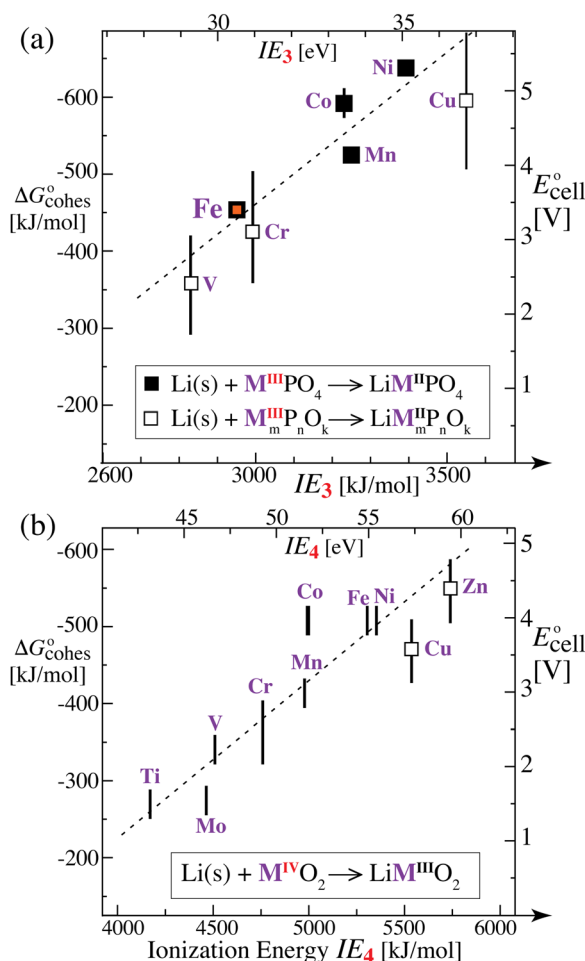 (a)
30
35
IE3 [eV]
-600
-500
-400
-300
-200
ΔG°cohes
[kJ/mol]
5
4
3
2
1
E°cell
[V]
Ni
Co
Cu
Mn
Fe
Cr
V
Li(s) + MIIIPO4 → LiMIIPO4
Li(s) + MIIImPnOk → LiMIImPnOk
2600
3000
3500
IE3 [kJ/mol]
(b)
45
50
55
60
IE4 [eV]
-600
-500
-400
-300
-200
ΔG°cohes
[kJ/mol]
5
4
3
2
1
E°cell
[V]
Co
Fe
Ni
Zn
Cu
Mn
Cr
V
Ti
Mo
Li(s) + MIVO2 → LiMIIIO2
4000
4500
5000
5500
6000
Ionization Energy IE4 [kJ/mol]